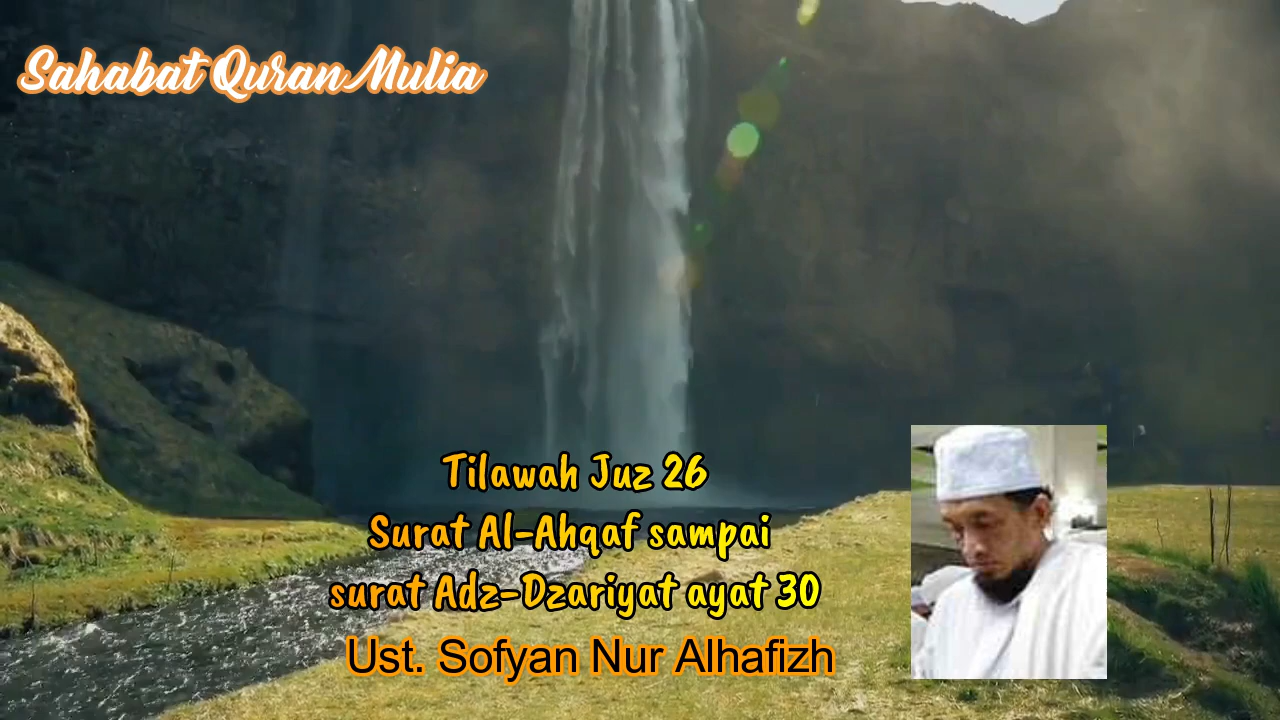 Sahabat Quran Mulia
Tilawah Juz 26
Surat Al-Ahqaf sampai
surat Adz-Dzariyat ayat 30
Ust. Sofyan Nur Alhafizh